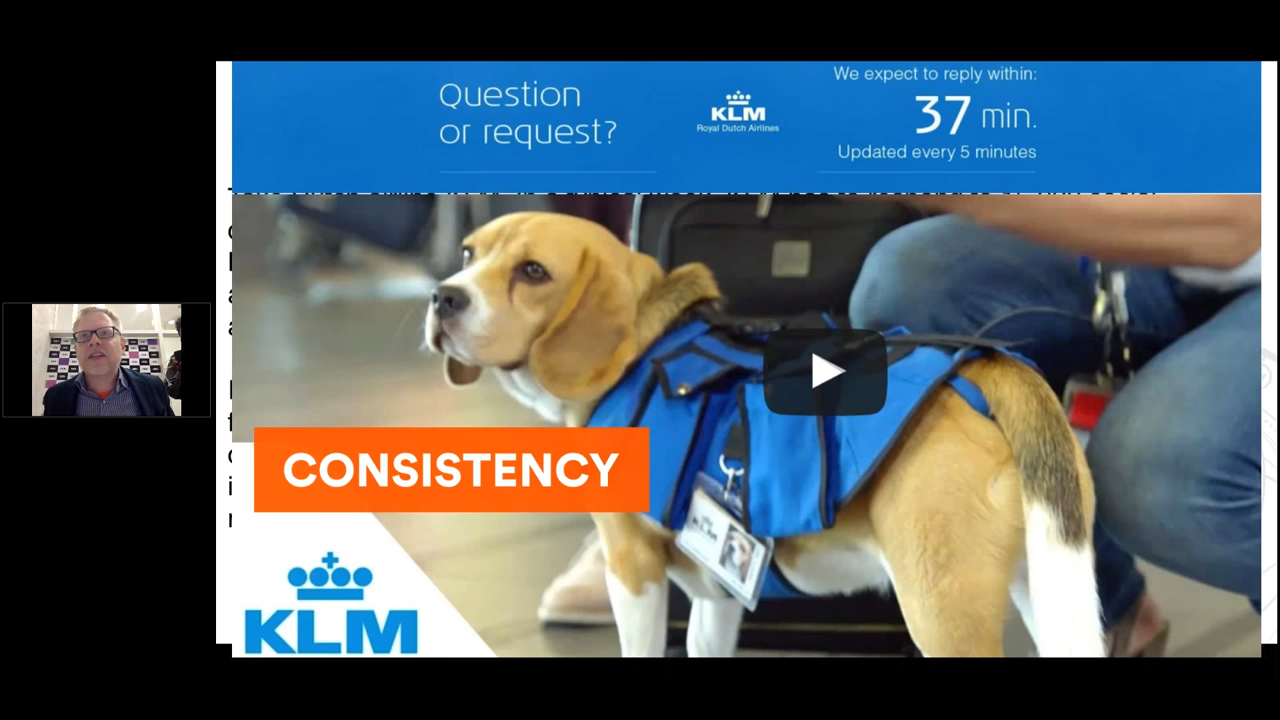 Question
or request?
KLM
Royal Dutch Airlines
We expect to reply within:
37 min.
Updated every 5 minutes
CONSISTENCY
KLM
KLM